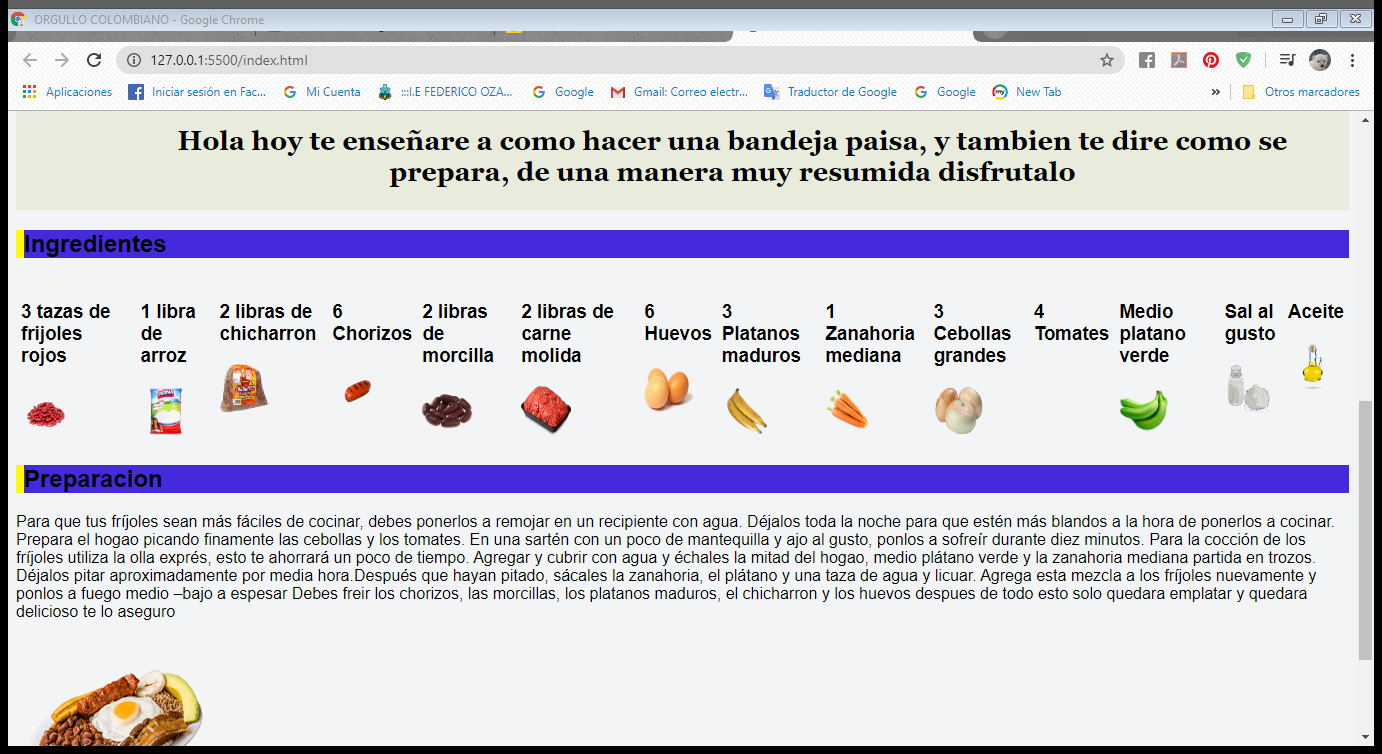 ORGULLO COLOMBIANO - Google Chrome
127.0.0.1:5500/index.html
Aplicaciones Iniciar sesión en Fac... Mi Cuenta :::I.E FEDERICO OZA... Google Gmail: Correo electr... Traductor de Google Google New Tab » Otros marcadores
Hola hoy te enseñare a como hacer una bandeja paisa, y tambien te dire como se
prepara, de una manera muy resumida disfrutalo
Ingredientes
3 tazas de
frijoles
rojos
1 libra
de
arroz
2 libras de
chicharron
6
Chorizos
2 libras
de
morcilla
2 libras de
carne
molida
6
Huevos
3
Platanos
maduros
1
Zanahoria
mediana
3
Cebollas
grandes
4
Tomates
Medio
platano
verde
Sal al
gusto
Aceite
Preparacion
Para que tus fríjoles sean más fáciles de cocinar, debes ponerlos a remojar en un recipiente con agua. Déjalos toda la noche para que estén más blandos a la hora de ponerlos a cocinar.
Prepara el hogao picando finamente las cebollas y los tomates. En una sartén con un poco de mantequilla y ajo al gusto, ponlos a sofreír durante diez minutos. Para la cocción de los
fríjoles utiliza la olla exprés, esto te ahorrará un poco de tiempo. Agregar y cubrir con agua y échales la mitad del hogao, medio plátano verde y la zanahoria mediana partida en trozos.
Déjalos pitar aproximadamente por media hora.Después que hayan pitado, sácales la zanahoria, el plátano y una taza de agua y licuar. Agrega esta mezcla a los fríjoles nuevamente y
ponlos a fuego medio –bajo a espesar Debes freir los chorizos, las morcillas, los platanos maduros, el chicharron y los huevos despues de todo esto solo quedara emplatar y quedara
delicioso te lo aseguro